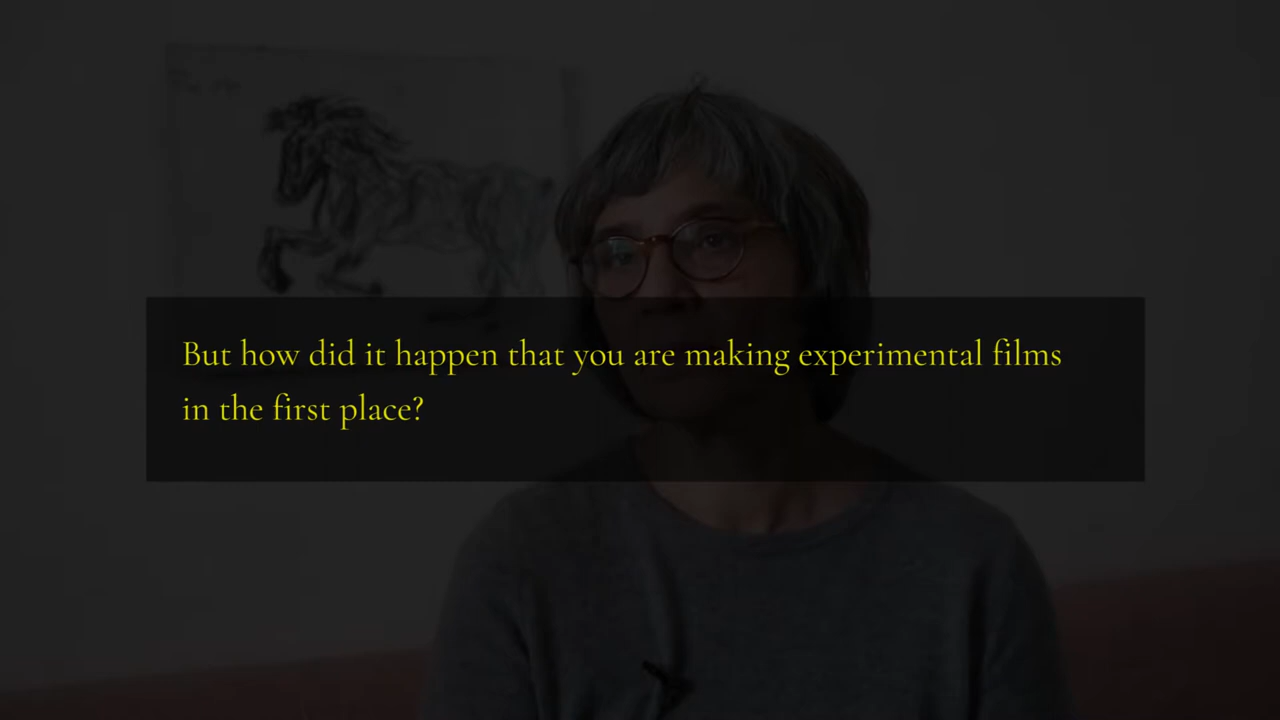 But how did it happen that you are making experimental films
in the first place?